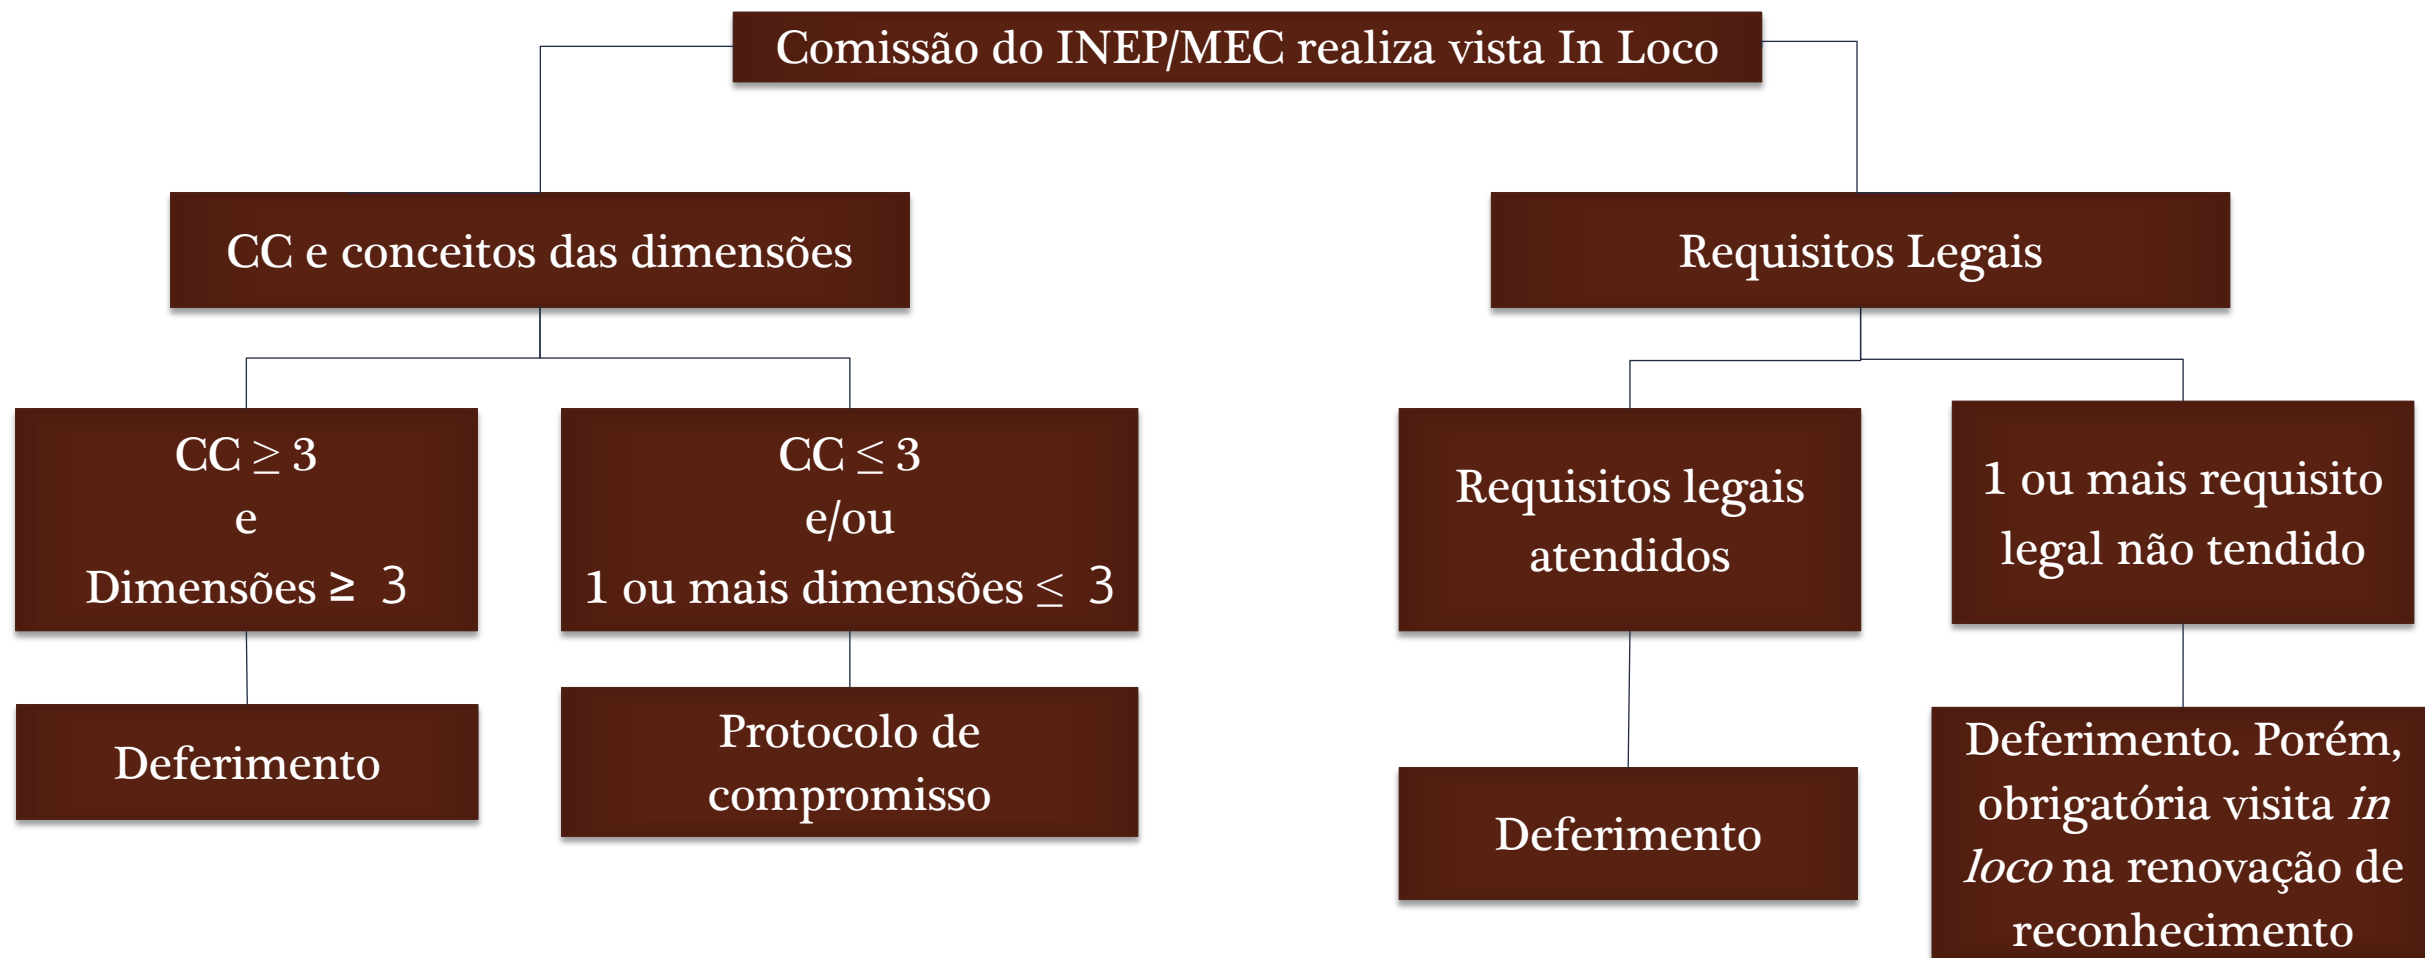 Comissão do INEP/MEC realiza vista In Loco
CC e conceitos das dimensões
Requisitos Legais
CC ≥ 3
e
Dimensões ≥ 3
CC ≤ 3
e/ou
1 ou mais dimensões ≤ 3
Requisitos legais
atendidos
1 ou mais requisito
legal não tendido
Deferimento
Protocolo de
compromisso
Deferimento
Deferimento. Porém,
obrigatória visita in
loco na renovação de
reconhecimento